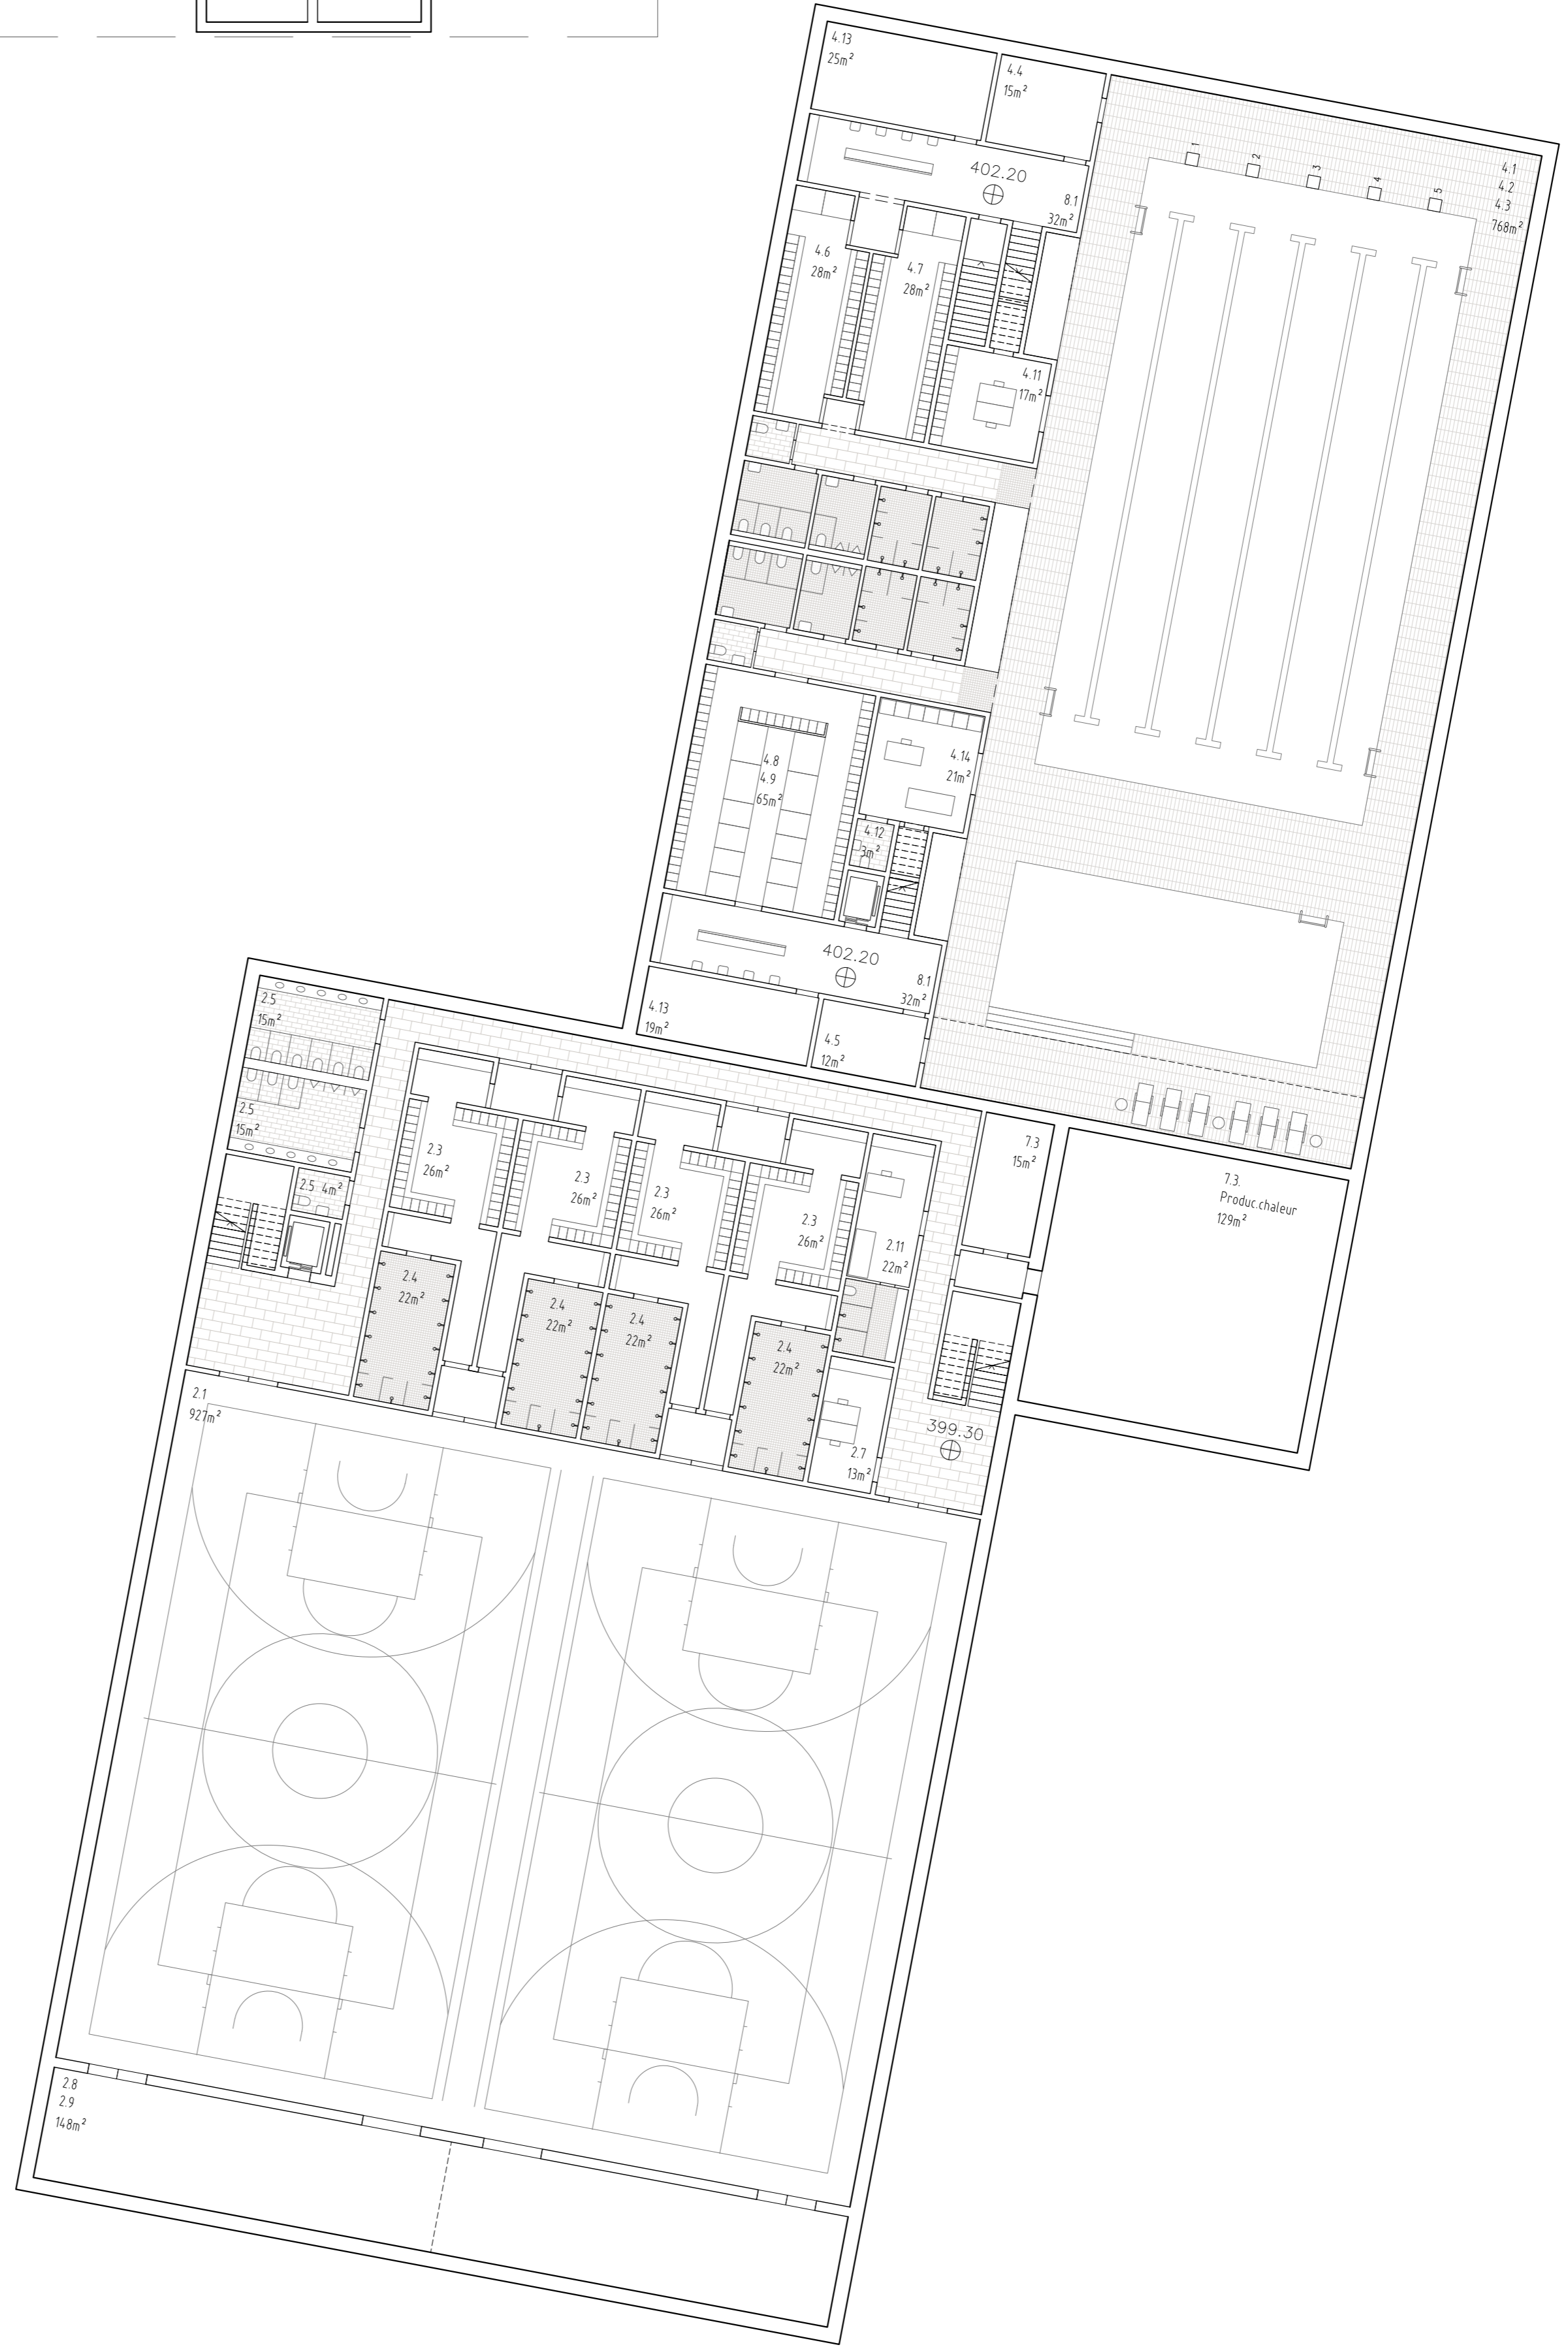 4.13
25m²
4.4
15m²
402.20
8.1
32m²
1
2
3
4
5
4.1
4.2
4.3
768m²
4.6
28m²
4.7
28m²
4.11
17m²
4.8
4.9
65m²
4.14
21m²
4.12
3m²
402.20
8.1
32m²
4.13
19m²
4.5
12m²
2.5
15m²
2.5
15m²
2.5 4m²
2.3
26m²
2.3
26m²
2.3
26m²
2.3
26m²
2.11
22m²
7.3
15m²
7.3.
Produc.chaleur
129m²
2.4
22m²
2.4
22m²
2.4
22m²
2.4
22m²
2.7
13m²
399.30
2.1
927m²
2.8
2.9
148m²